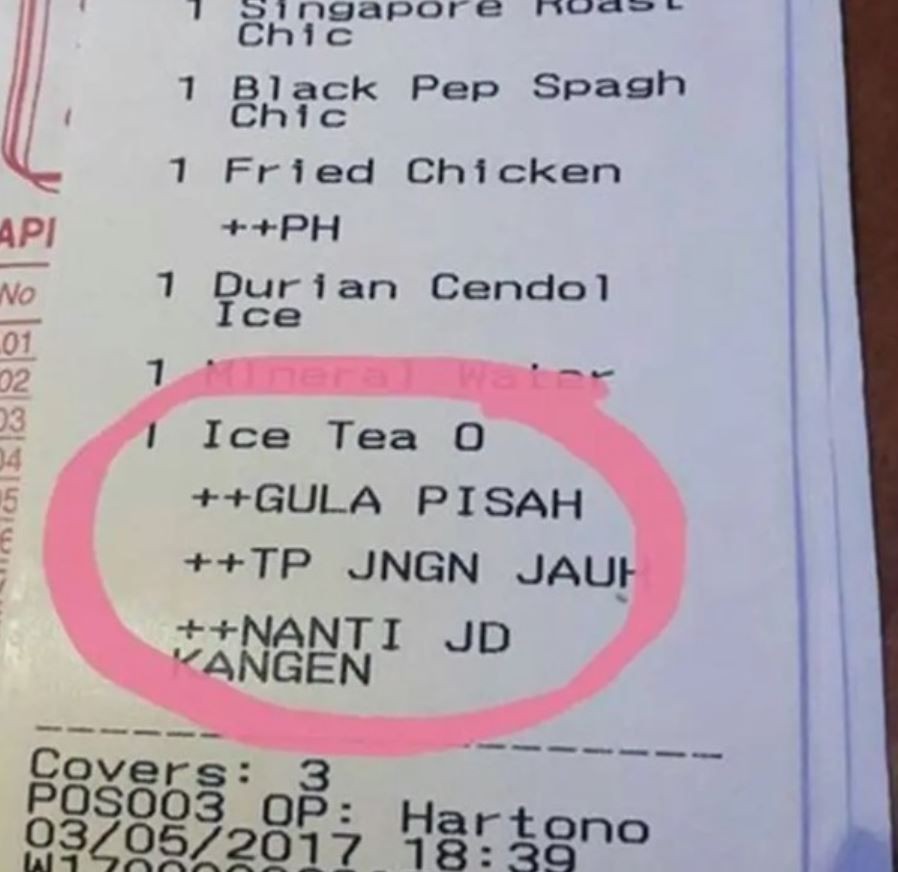 1 Singapore Roast
Chic
1 Black Pep Spagh
Chic
1 Fried Chicken
++PH
API
No
01
1 Durian Cendol
Ice
02
1 Mineral Water
03
1 Ice Tea O
04
++GULA PISAH
05
++TP JNGN JAUH
++NANTI JD
KANGEN
Covers: 3
POS003 OP: Hartono
03/05/2017 18:39